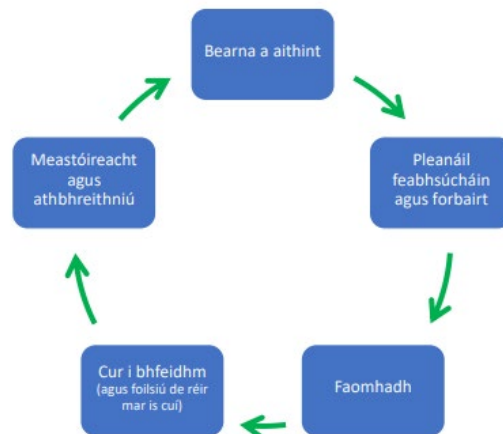 Bearna a aithint
Pleanáil
feabhsúcháin
agus forbairt
Faomhadh
Cur i bhfeidhm
(agus foilsiú de réir
mar is cuí)
Meastóireacht
agus
athbhreithniú